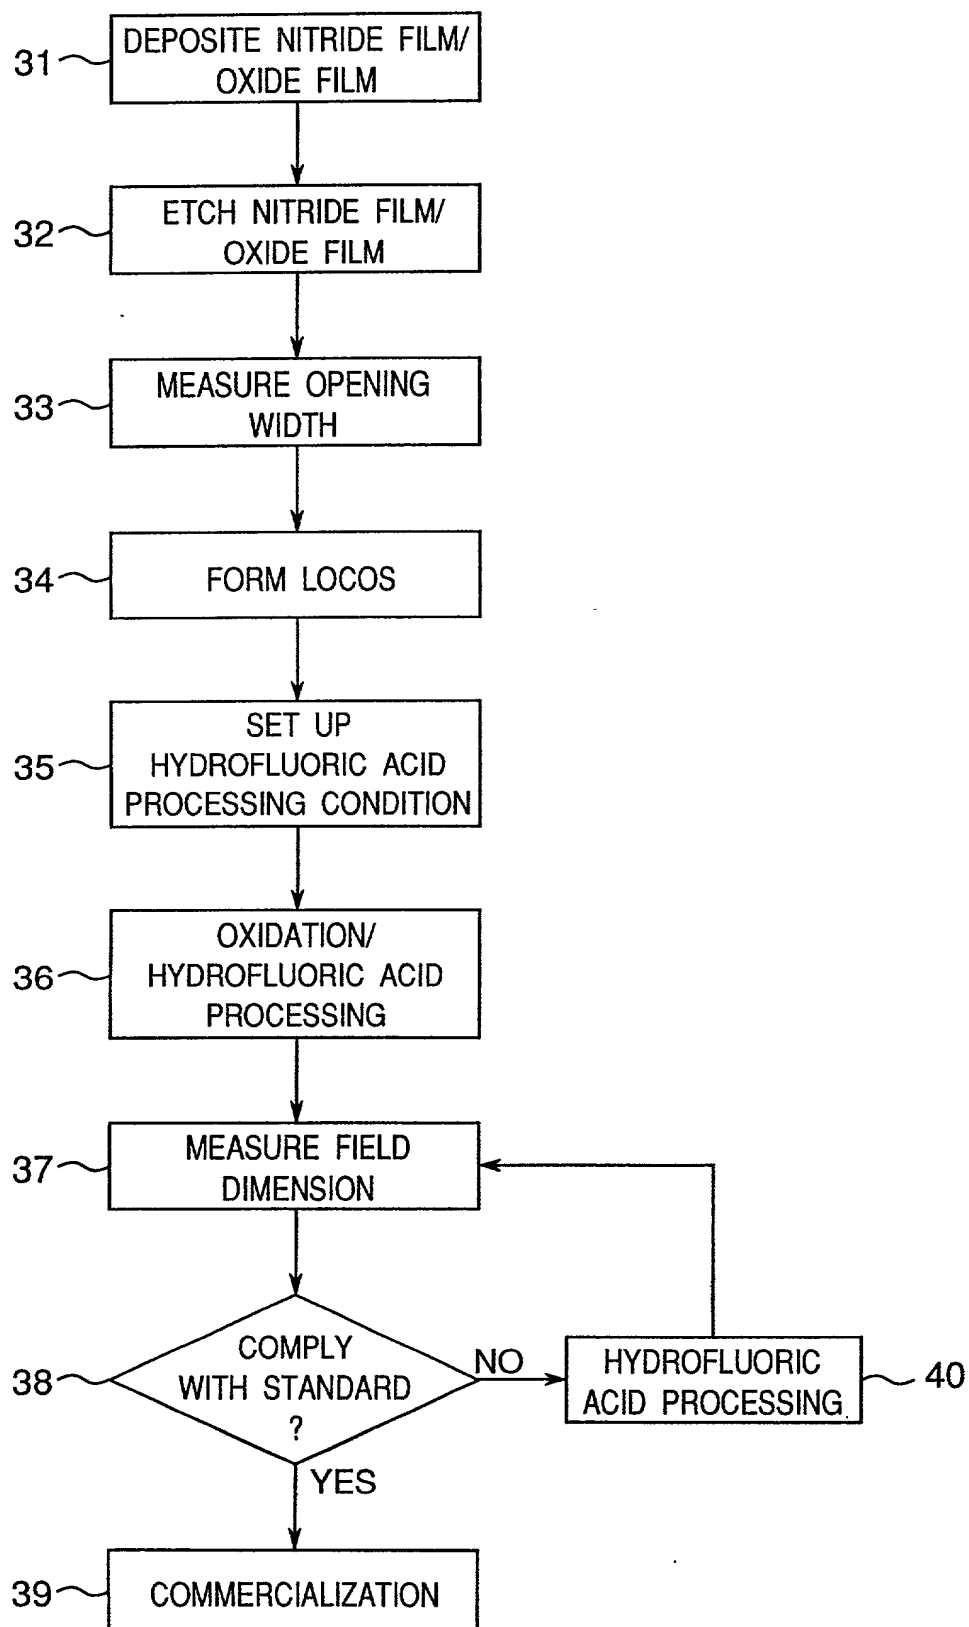 31
DEPOSITE NITRIDE FILM/
OXIDE FILM
32
ETCH NITRIDE FILM/
OXIDE FILM
33
MEASURE OPENING
WIDTH
34
FORM LOCOS
35
SET UP
HYDROFLUORIC ACID
PROCESSING CONDITION
36
OXIDATION/
HYDROFLUORIC ACID
PROCESSING
37
MEASURE FIELD
DIMENSION
38
COMPLY
WITH STANDARD
?
NO
HYDROFLUORIC
ACID PROCESSING
40
YES
39
COMMERCIALIZATION